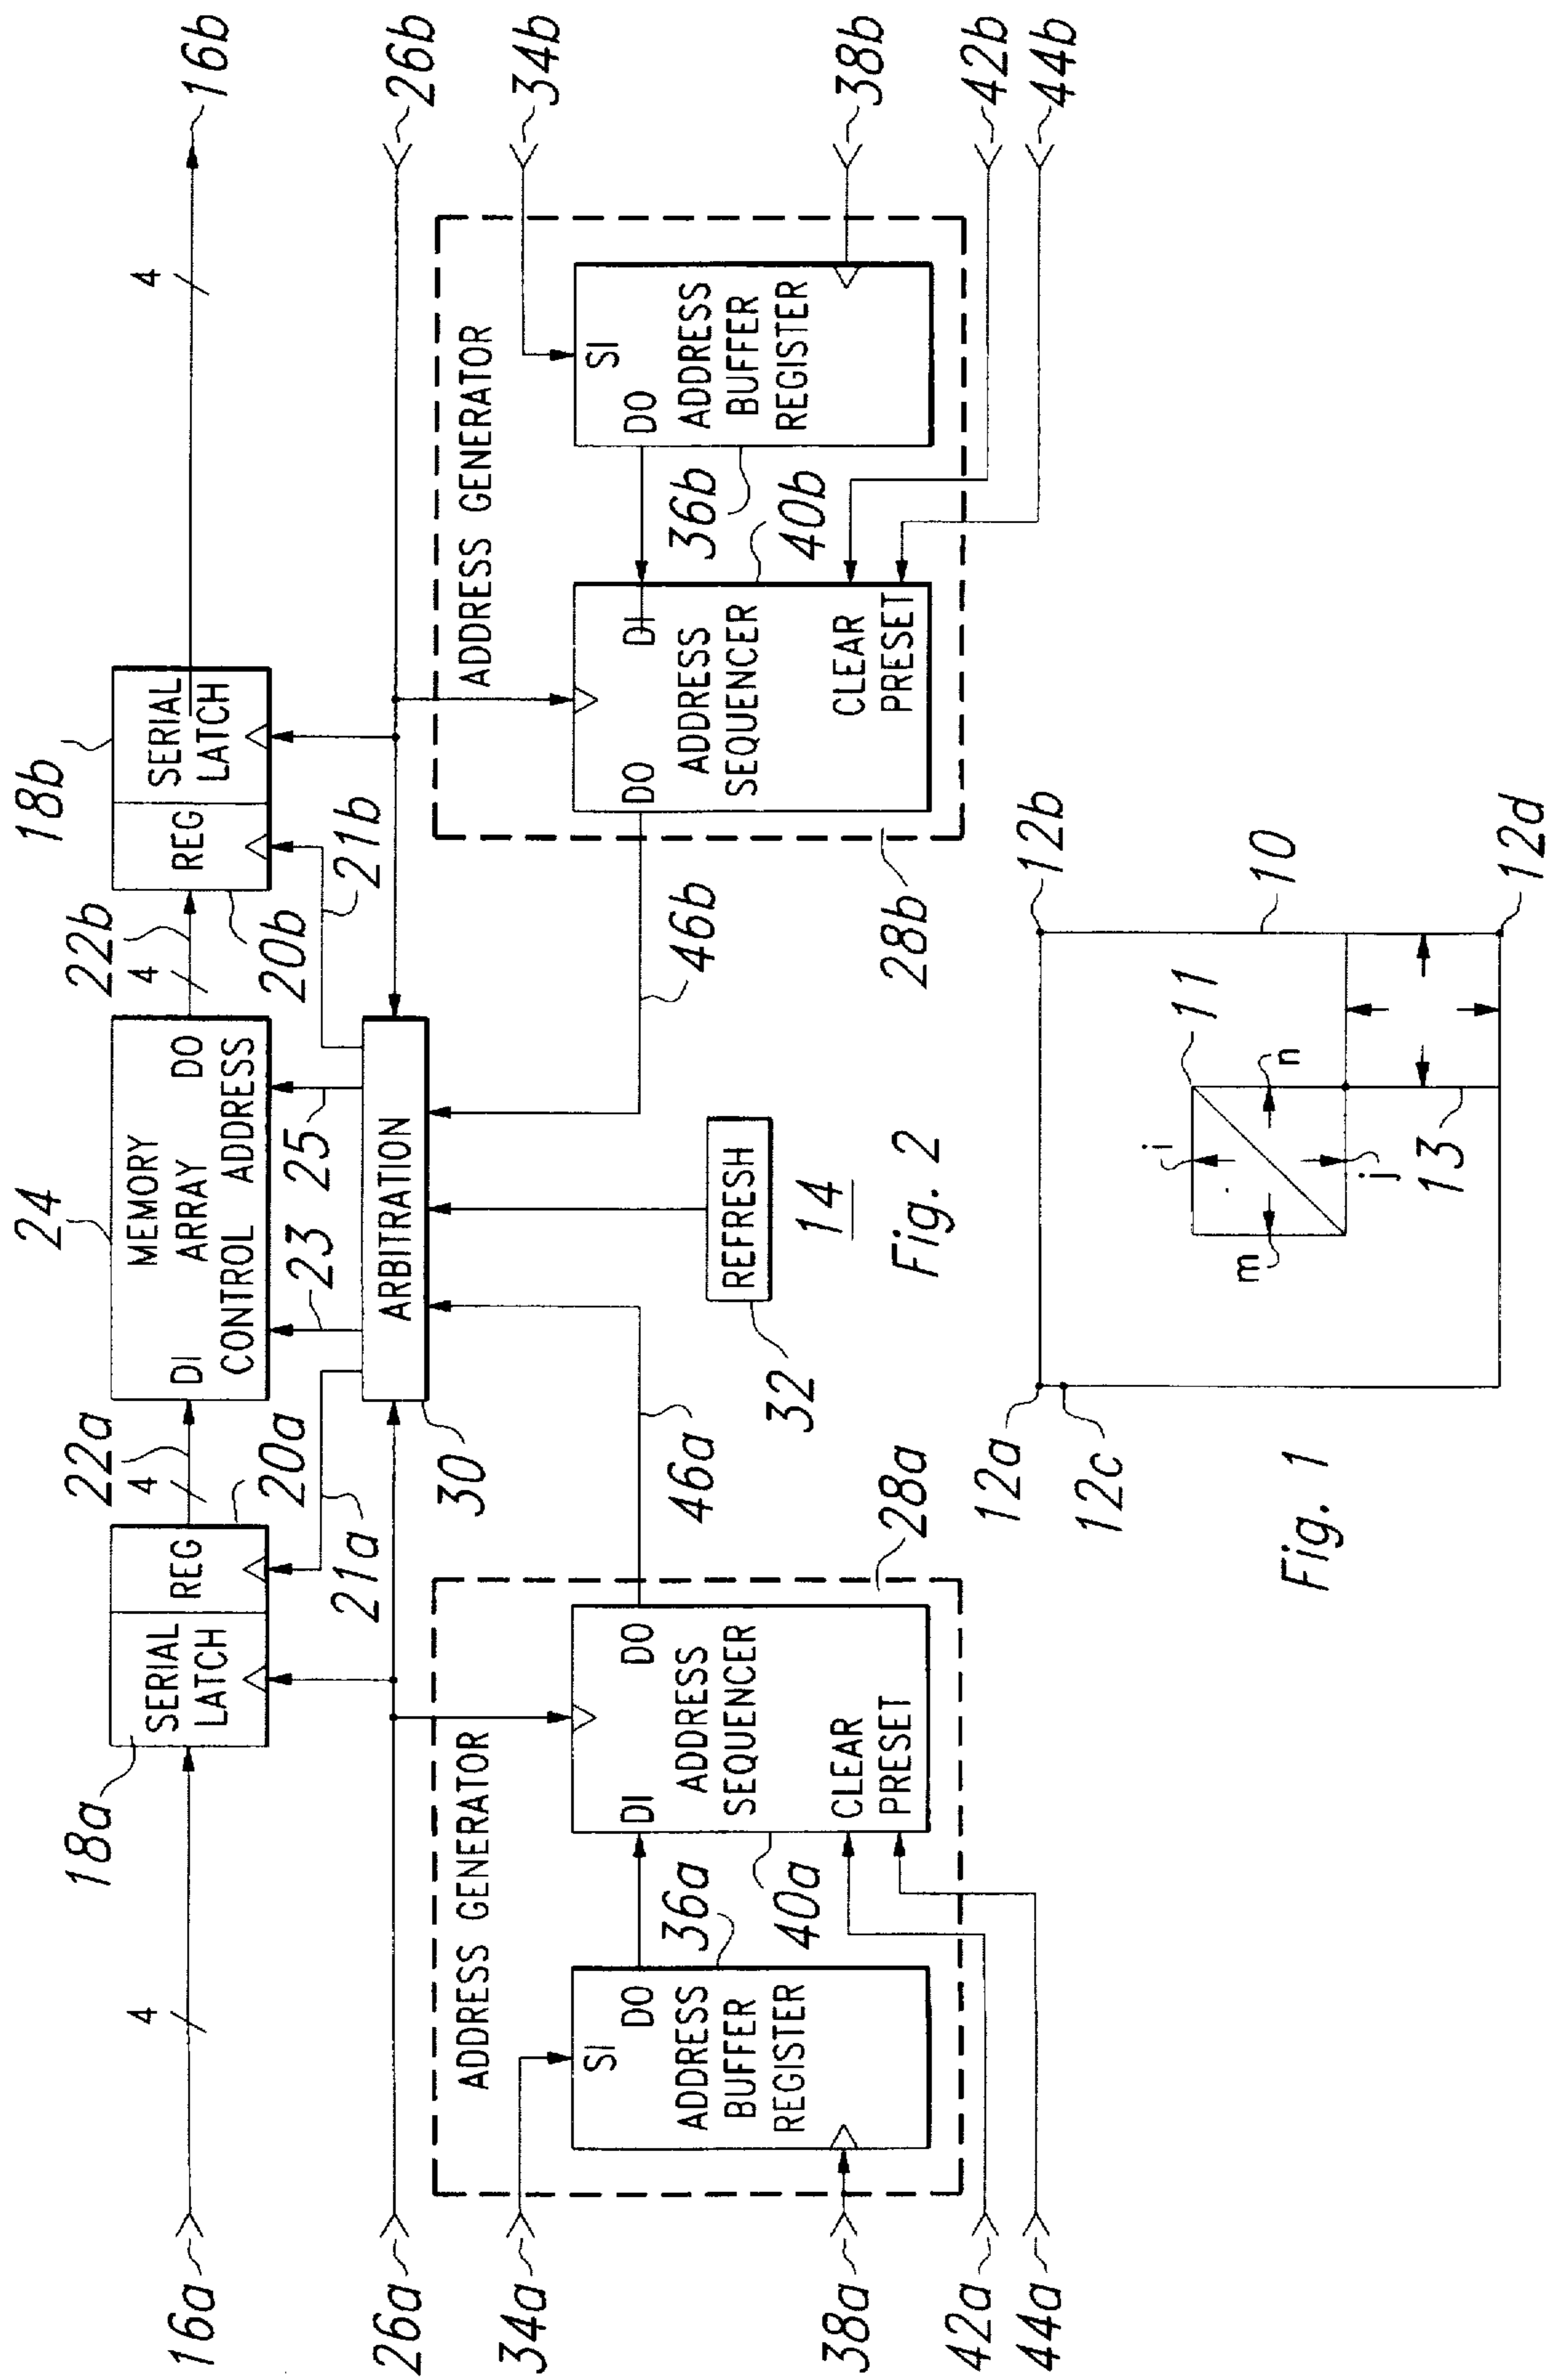 16a
4
18a
SERIAL
LATCH
REG
20a
22a
4
24
MEMORY
ARRAY
DI
DO
CONTROL ADDRESS
22b
4
20b
18b
REG
SERIAL
LATCH
4
16b
26a
21a
23
25
21b
26b
30
ARBITRATION
34a
ADDRESS GENERATOR
SI
DO
ADDRESS
BUFFER
REGISTER
36a
38a
DI
DO
ADDRESS
SEQUENCER
CLEAR
PRESET
40a
28a
42a
44a
46a
REFRESH
32
14
Fig. 2
46b
34b
ADDRESS GENERATOR
DO
DI
ADDRESS
SEQUENCER
CLEAR
PRESET
40b
28b
SI
DO
ADDRESS
BUFFER
REGISTER
36b
38b
42b
44b
12a
12b
12c
12d
10
11
i
j
m
n
13
Fig. 1